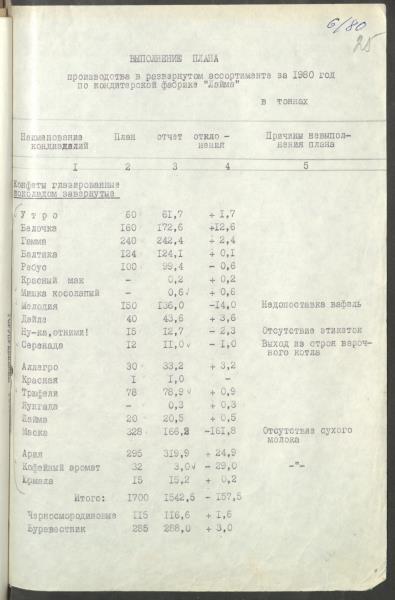 6/80
25
ВЫПОЛНЕНИЕ ПЛАНА
производства в развернутом ассортименте за 1980 год
по кондитерской фабрике "Лайма"
в тоннах
Наименование План отчет откло - Причины невыпол-
кондизделий нения нения плана
1 2 3 4 5
Конфеты глазированные
шоколадом завернутые
Утро 60 61,7 + 1,7
Белочка 160 172,6 +12,6
Гамма 240 242,4 + 2,4
Балтика 124 124,1 + 0,1
Ребус 100 99,4 - 0,6
Красный мак - 0,2 + 0,2
Мишка косолапый - 0,6 + 0,6
Мелодия 150 136,0 -14,0 Недопоставка вафель
Дайлэ 40 43,6 + 3,6
Ну-ка,отними! 15 12,7 - 2,3 Отсутствие этикеток
Серенада 12 11,0 - 1,0 Выход из строя вароч-
ного котла
Аллегро 30 33,2 + 3,2
Красная 1 1,0 -
Трюфели 78 78,9 + 0,9
- 0,3 + 0,3
Лайма 20 20,5 + 0,5
Маска 328 166,2 -161,8 Отсутствие сухого
молока
Ария 295 319,9 + 24,9
Кофейный аромат 32 3,0 - 29,0 -"-
15 15,2 + 0,2
Итого: 1700 1542,5 - 157,5
Черносмородиновые 115 116,6 + 1,6
Буревестник 285 288,0 + 3,0